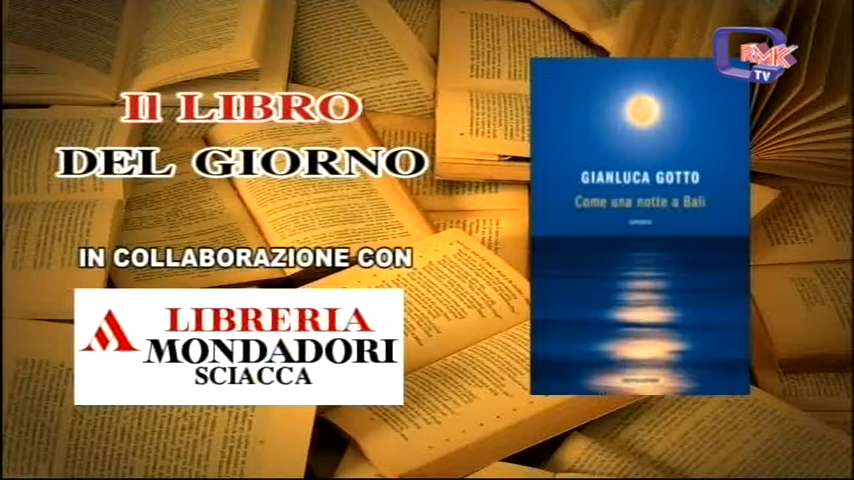 Il LIBRO
DEL GIORNO
IN COLLABORAZIONE CON
LIBRERIA
MONDADORI
SCIACCA
GIANLUCA GOTTO
Come una notte a Bali
RMK
TV